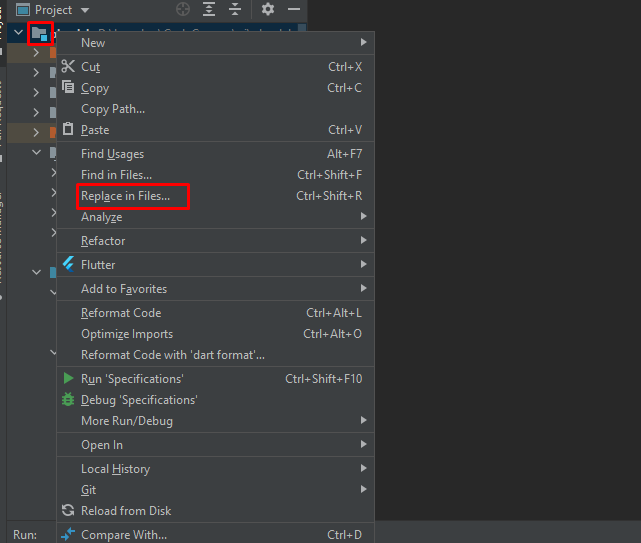 Project
New
Cut Ctrl+X
Copy Ctrl+C
Copy Path...
Paste Ctrl+V
Find Usages Alt+F7
Find in Files... Ctrl+Shift+F
Replace in Files... Ctrl+Shift+R
Analyze
Refactor
Flutter
Add to Favorites
Reformat Code Ctrl+Alt+L
Optimize Imports Ctrl+Alt+O
Reformat Code with 'dart format'...
Run 'Specifications' Ctrl+Shift+F10
Debug 'Specifications'
More Run/Debug
Open In
Local History
Git
Reload from Disk
Run:
Compare With... Ctrl+D